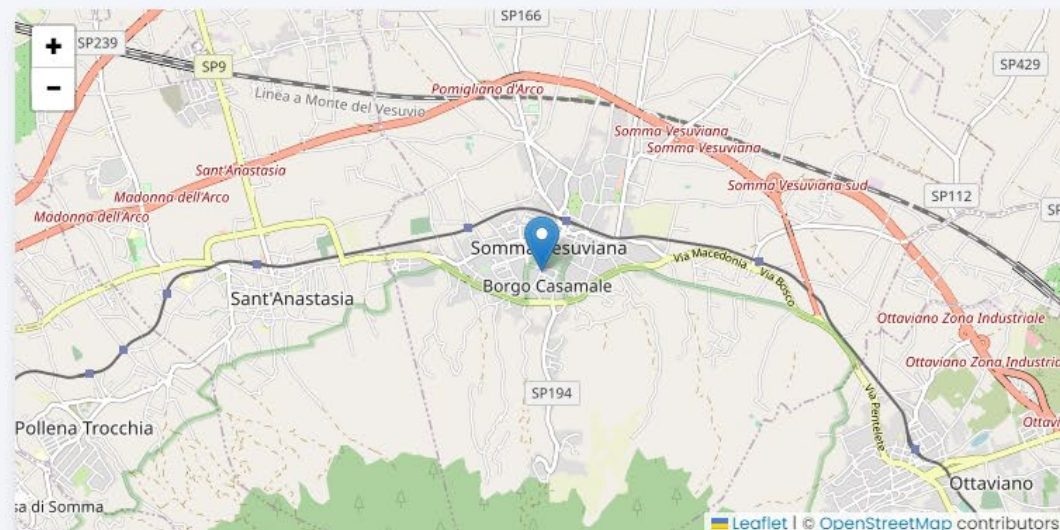 +
−
SP239
SP166
SP9
SP429
Linea a Monte del Vesuvio
Pomigliano d'Arco
Somma Vesuviana
Somma Vesuviana
Sant'Anastasia
Somma Vesuviana sud
Madonna dell'Arco
SP112
Madonna dell'Arco
Somma Vesuviana
Via Macedonia
Via Bosco
Borgo Casamale
Sant'Anastasia
Ottaviano Zona Industriale
Ottaviano Zona
SP194
Via Pentelete
Pollena Trocchia
Ottaviano
di Somma
Leaflet | © OpenStreetMap contributors